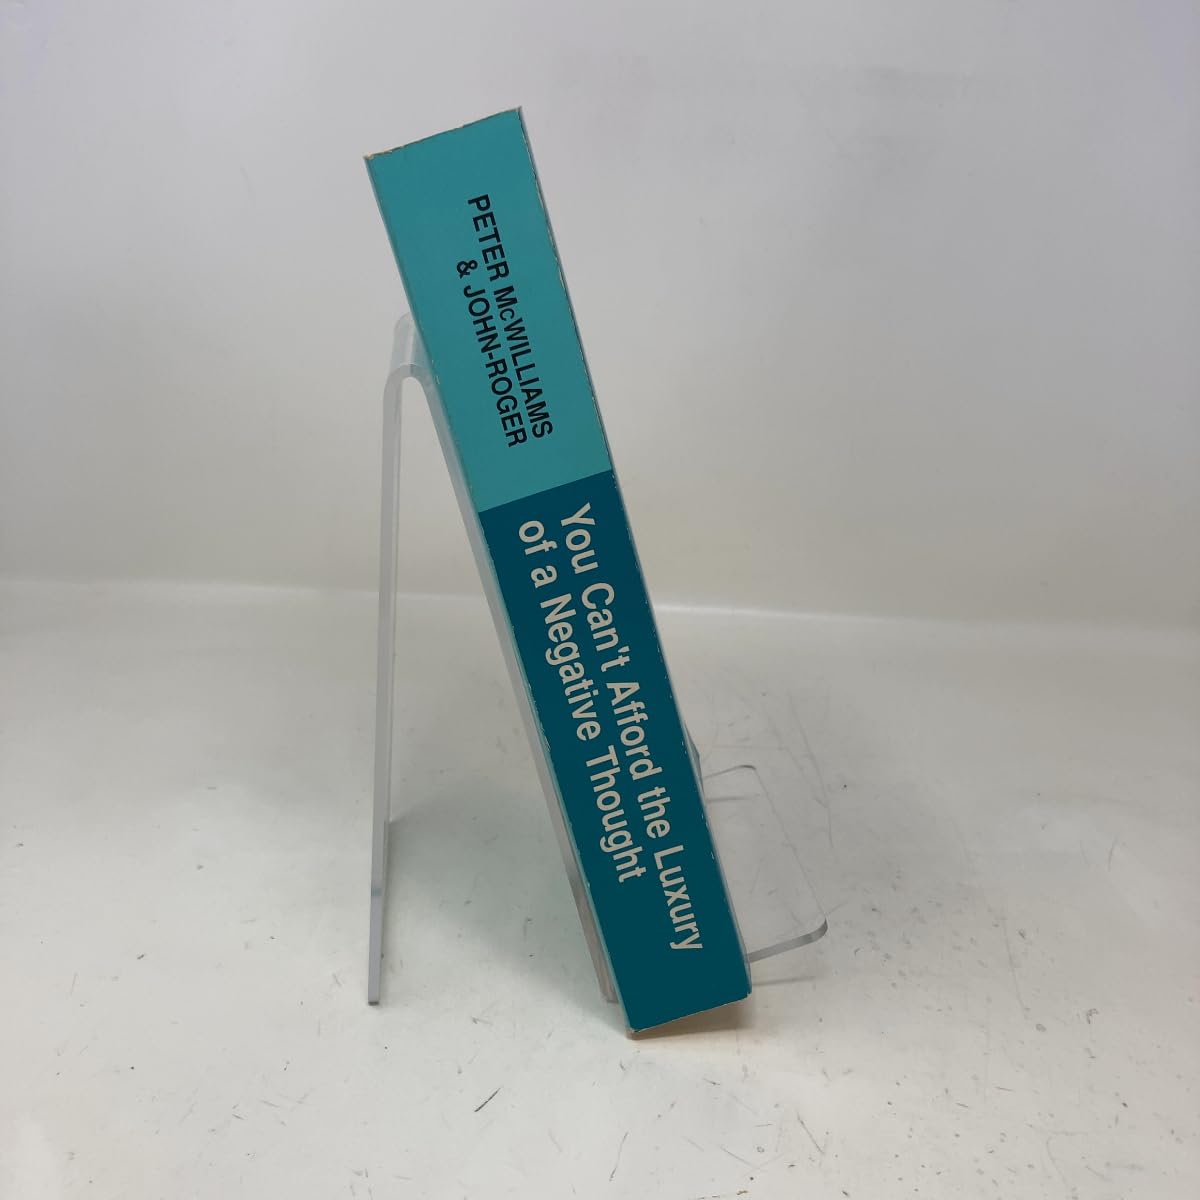 PETER McWILLIAMS
& JOHN-ROGER
You Can't Afford the Luxury
of a Negative Thought